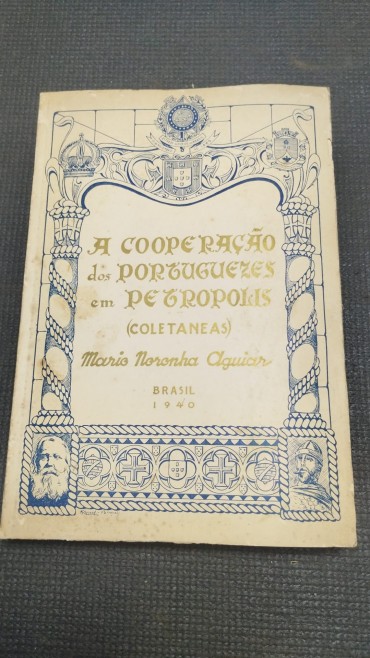 A COOPERAÇÃO
dos PORTUGUEZES
em PETROPOLIS
(COLETANEAS)
Mario Noronha Aguiar
BRASIL
1940